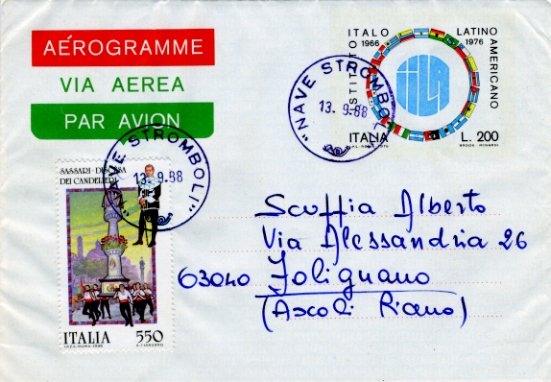 AÉROGRAMME
VIA AEREA
PAR AVION
ISTITUTO ITALO LATINO AMERICANO
1966 1976
IILA
ITALIA L. 200
"NAVE STROMBOLI"
13. 9-88
"NAVE STROMBOLI"
13.-9-88
SASSARI - DISCESA
DEI CANDELIERI
ITALIA 550
Scuffia Alberto
Via Alessandria 26
63040 Folignano
(Ascoli Piceno)